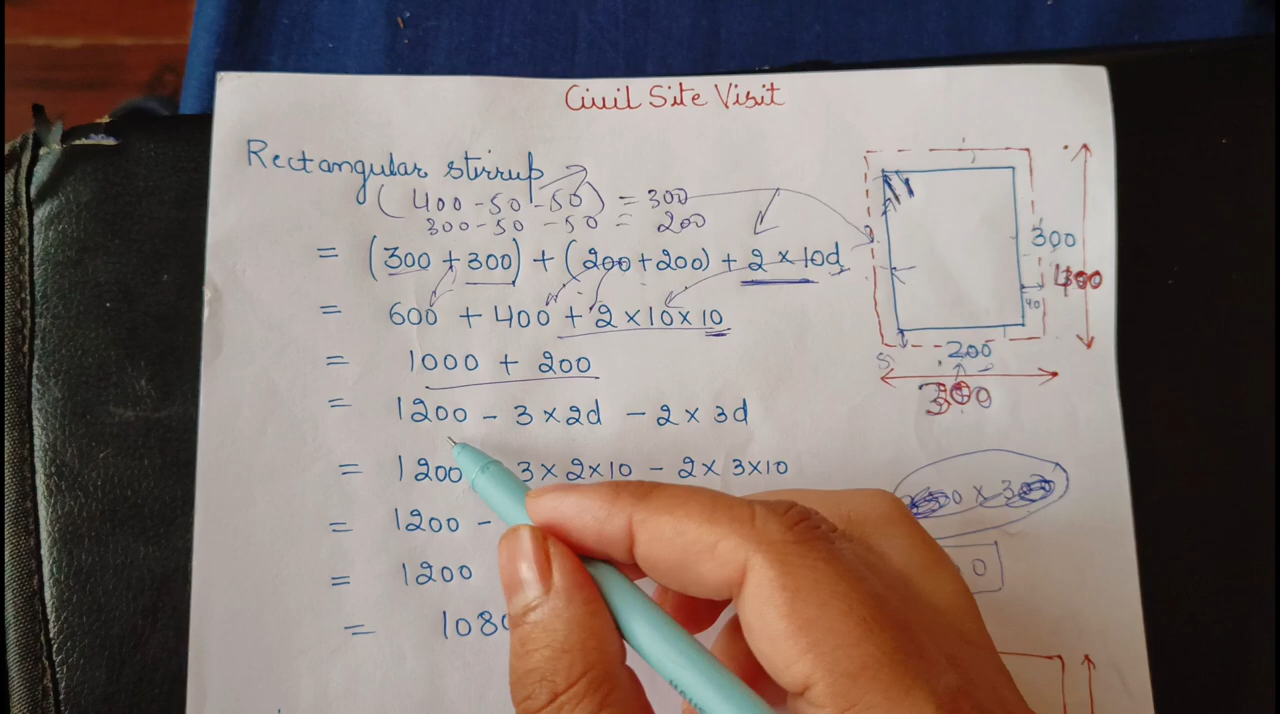 Civil Site Visit
Rectangular stirrup
(400 - 50 - 50) = 300
300 - 50 - 50 = 200
= (300 + 300) + (200 + 200) + 2 × 10d
= 600 + 400 + 2 × 10 × 10
= 1000 + 200
= 1200 - 3 × 2d - 2 × 3d
= 1200 3 × 2 × 10 - 2 × 3 × 10
= 1200 -
= 1200
= 108
300
40
200
300
0